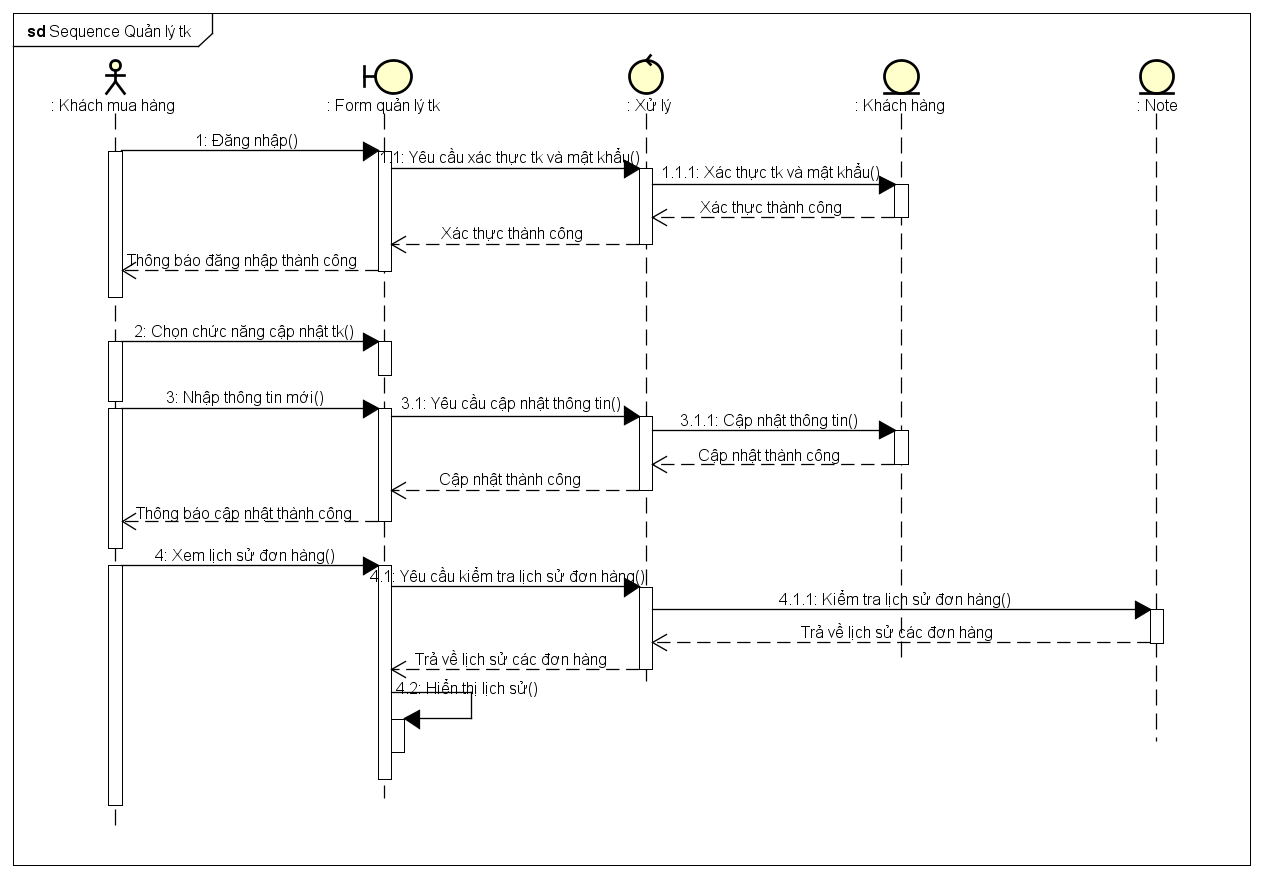 sd Sequence Quản lý tk
: Khách mua hàng
: Form quản lý tk
: Xử lý
: Khách hàng
: Note
1: Đăng nhập()
1.1: Yêu cầu xác thực tk và mật khẩu()
1.1.1: Xác thực tk và mật khẩu()
Xác thực thành công
Xác thực thành công
Thông báo đăng nhập thành công
2: Chọn chức năng cập nhật tk()
3: Nhập thông tin mới()
3.1: Yêu cầu cập nhật thông tin()
3.1.1: Cập nhật thông tin()
Cập nhật thành công
Cập nhật thành công
Thông báo cập nhật thành công
4: Xem lịch sử đơn hàng()
4.1: Yêu cầu kiểm tra lịch sử đơn hàng()
4.1.1: Kiểm tra lịch sử đơn hàng()
Trả về lịch sử các đơn hàng
Trả về lịch sử các đơn hàng
4.2: Hiển thị lịch sử()